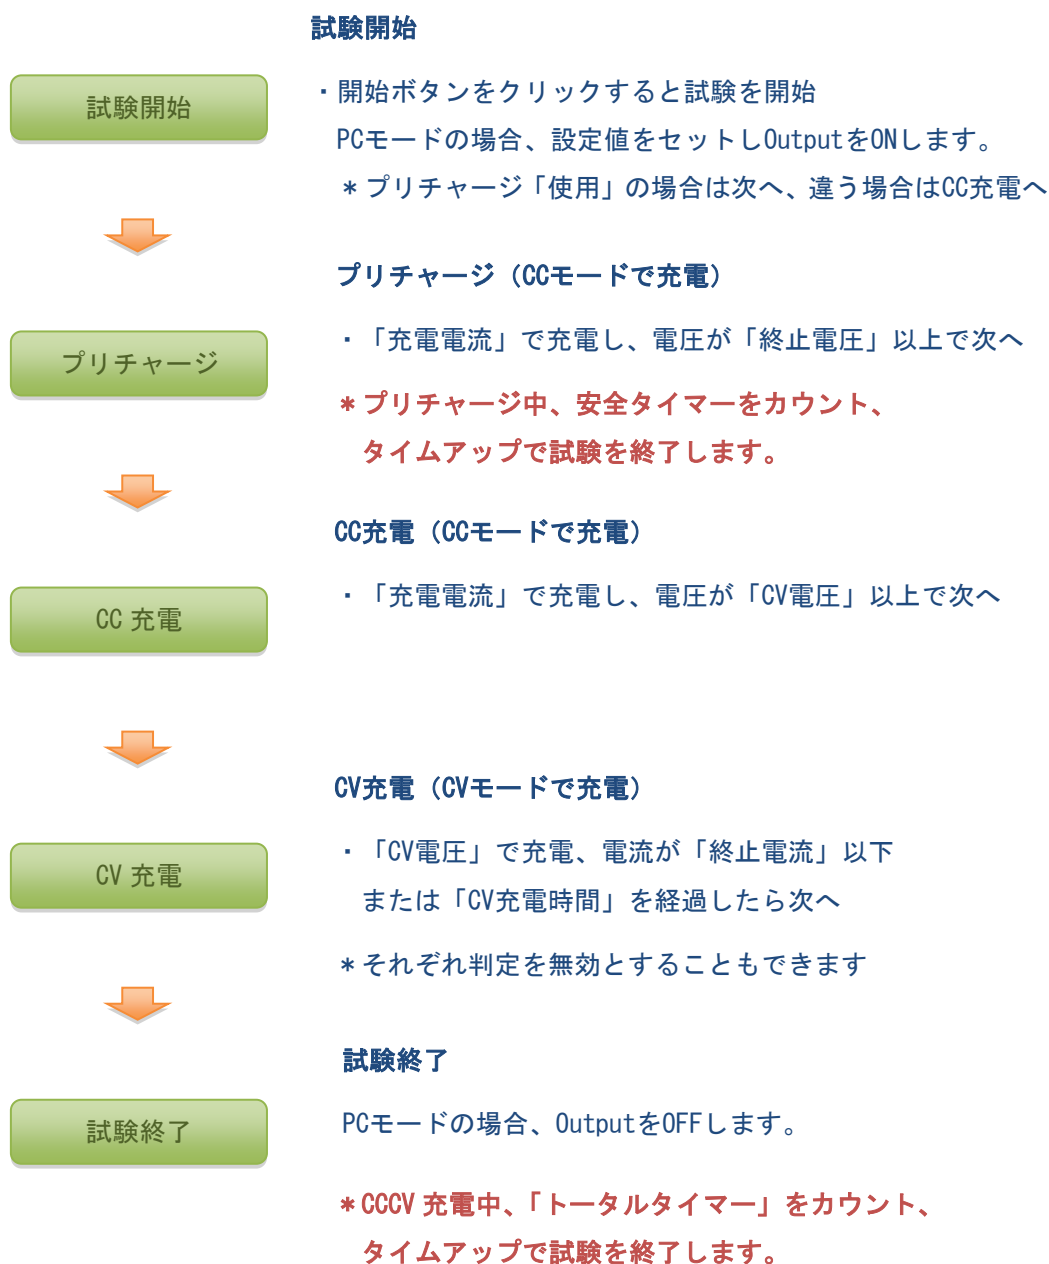 試験開始
試験開始
・開始ボタンをクリックすると試験を開始
PCモードの場合、設定値をセットしOutputをONします。
＊プリチャージ「使用」の場合は次へ、違う場合はCC充電へ
プリチャージ（CCモードで充電）
プリチャージ
・「充電電流」で充電し、電圧が「終止電圧」以上で次へ
＊プリチャージ中、安全タイマーをカウント、
タイムアップで試験を終了します。
CC充電（CCモードで充電）
CC 充電
・「充電電流」で充電し、電圧が「CV電圧」以上で次へ
CV充電（CVモードで充電）
CV 充電
・「CV電圧」で充電、電流が「終止電流」以下
または「CV充電時間」を経過したら次へ
＊それぞれ判定を無効とすることもできます
試験終了
試験終了
PCモードの場合、OutputをOFFします。
＊CCCV 充電中、「トータルタイマー」をカウント、
タイムアップで試験を終了します。